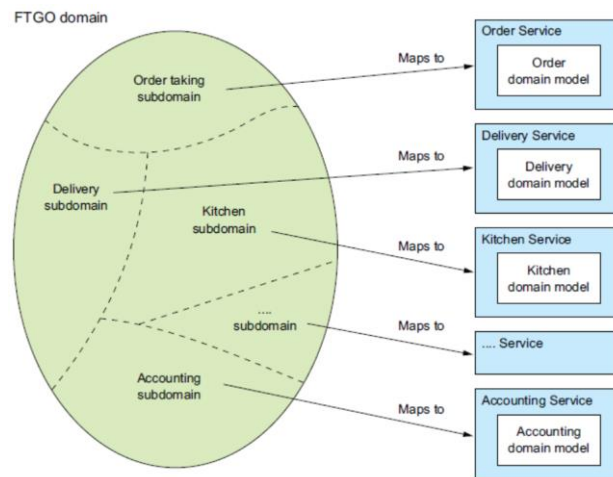 FTGO domain
Order taking
subdomain
Delivery
subdomain
Kitchen
subdomain
....
subdomain
Accounting
subdomain
Maps to
Maps to
Maps to
Maps to
Maps to
Order Service
Order
domain model
Delivery Service
Delivery
domain model
Kitchen Service
Kitchen
domain model
.... Service
Accounting Service
Accounting
domain model